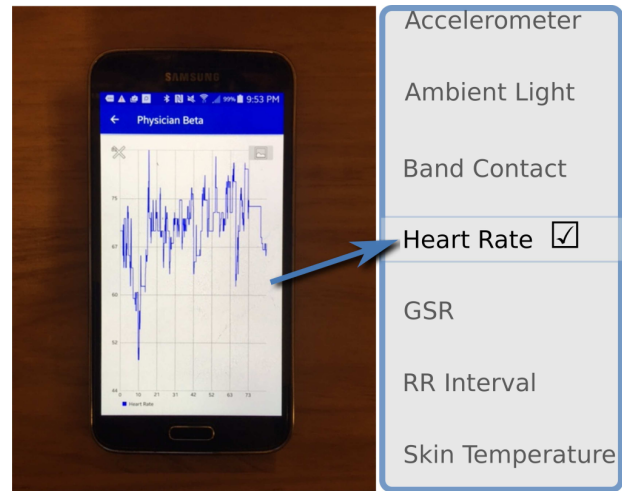 SAMSUNG
99% 9:53 PM
Physician Beta
75
67
60
52
44
0 10 21 31 42 52 63 73
Heart Rate
Accelerometer
Ambient Light
Band Contact
Heart Rate
GSR
RR Interval
Skin Temperature